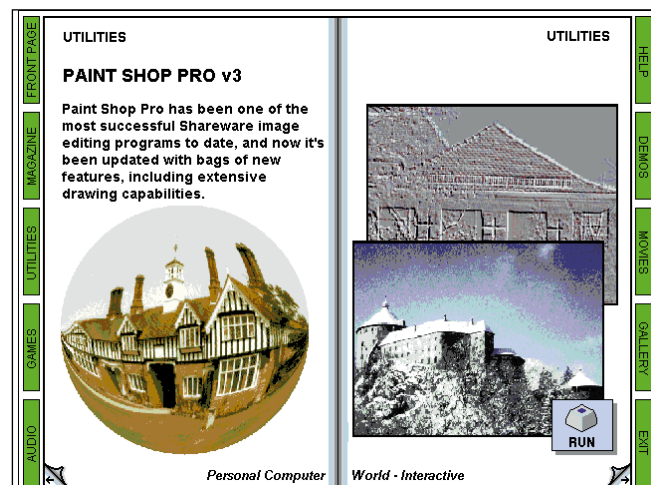 FRONT PAGE
MAGAZINE
UTILITIES
GAMES
AUDIO
UTILITIES
PAINT SHOP PRO v3
Paint Shop Pro has been one of the
most successful Shareware image
editing programs to date, and now it's
been updated with bags of new
features, including extensive
drawing capabilities.
Personal Computer
UTILITIES
RUN
World - Interactive
HELP
DEMOS
MOVIES
GALLERY
EXIT